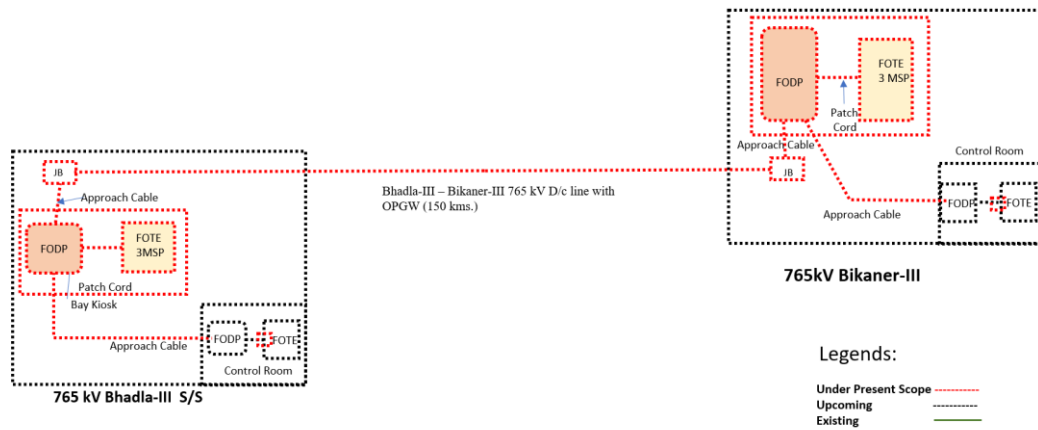 FODP
FOTE
3 MSP
Patch
Cord
Approach Cable
JB
Control Room
FODP
FOTE
Approach Cable
765kV Bikaner-III
Bhadla-III – Bikaner-III 765 kV D/c line with
OPGW (150 kms.)
JB
Approach Cable
FODP
FOTE
3MSP
Patch Cord
Bay Kiosk
Approach Cable
FODP
FOTE
Control Room
765 kV Bhadla-III S/S
Legends:
Under Present Scope
Upcoming
Existing